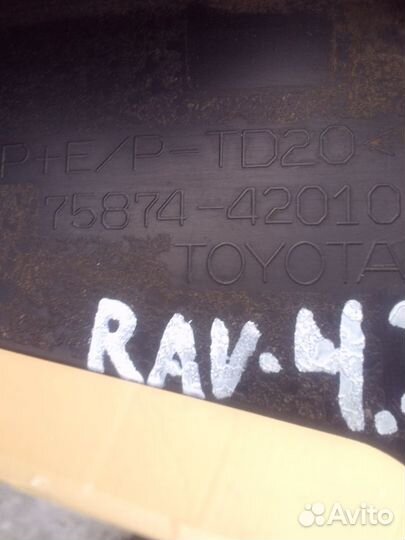 P+E/P-TD20<
75874-42010
TOYOTA
RAV-4.
Avito